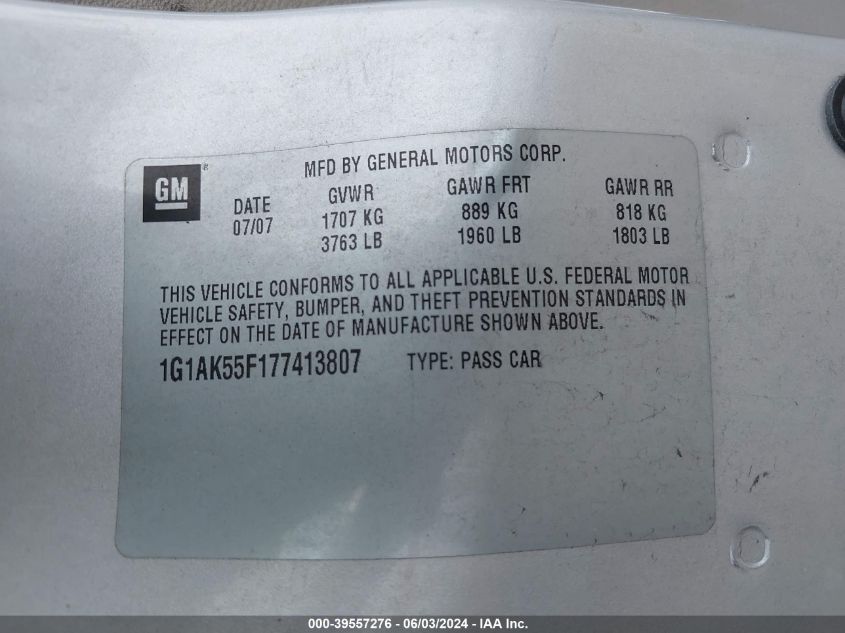 GM
MFD BY GENERAL MOTORS CORP.
DATE GVWR GAWR FRT GAWR RR
07/07 1707 KG 889 KG 818 KG
3763 LB 1960 LB 1803 LB
THIS VEHICLE CONFORMS TO ALL APPLICABLE U.S. FEDERAL MOTOR
VEHICLE SAFETY, BUMPER, AND THEFT PREVENTION STANDARDS IN
EFFECT ON THE DATE OF MANUFACTURE SHOWN ABOVE.
1G1AK55F177413807 TYPE: PASS CAR
000-39557276 - 06/03/2024 - IAA Inc.